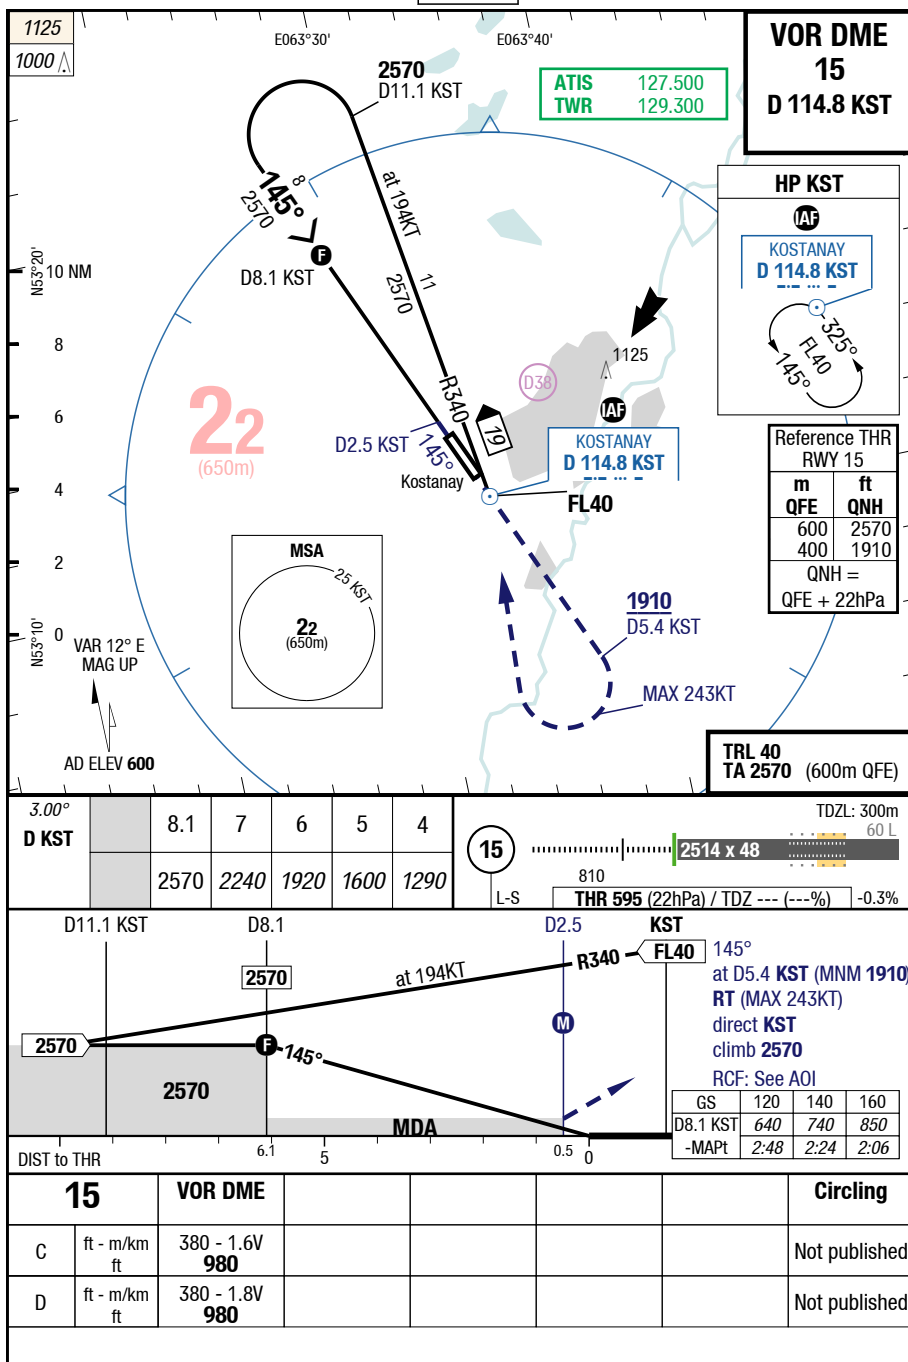 1125
1000
E063°30'
E063°40'
VOR DME
15
D 114.8 KST
ATIS 127.500
TWR 129.300
2570
D11.1 KST
HP KST
IAF
KOSTANAY
D 114.8 KST
325°
FL40
145°
8
145°
2570
at 194KT
11
2570
F
D8.1 KST
N53°20'
10 NM
8
6
4
2
0
N53°10'
22
(650m)
D38
1125
IAF
KOSTANAY
D 114.8 KST
R340
19
D2.5 KST
145°
Kostanay
FL40
Reference THR
RWY 15
m ft
QFE QNH
600 2570
400 1910
QNH =
QFE + 22hPa
MSA
25 KST
22
(650m)
1910
D5.4 KST
MAX 243KT
VAR 12° E
MAG UP
AD ELEV 600
TRL 40
TA 2570 (600m QFE)
3.00°
D KST 8.1 7 6 5 4
2570 2240 1920 1600 1290
15
L-S
810
TDZL: 300m
60 L
2514 x 48
THR 595 (22hPa) / TDZ --- (---%) -0.3%
D11.1 KST D8.1 D2.5 KST
2570
at 194KT
R340
FL40
2570
F
145°
M
2570
MDA
145°
at D5.4 KST (MNM 1910)
RT (MAX 243KT)
direct KST
climb 2570
RCF: See AOI
GS 120 140 160
D8.1 KST 640 740 850
-MAPt 2:48 2:24 2:06
DIST to THR 6.1 5 0.5 0
15 VOR DME Circling
C ft - m/km 380 - 1.6V Not published
ft 980
D ft - m/km 380 - 1.8V Not published
ft 980